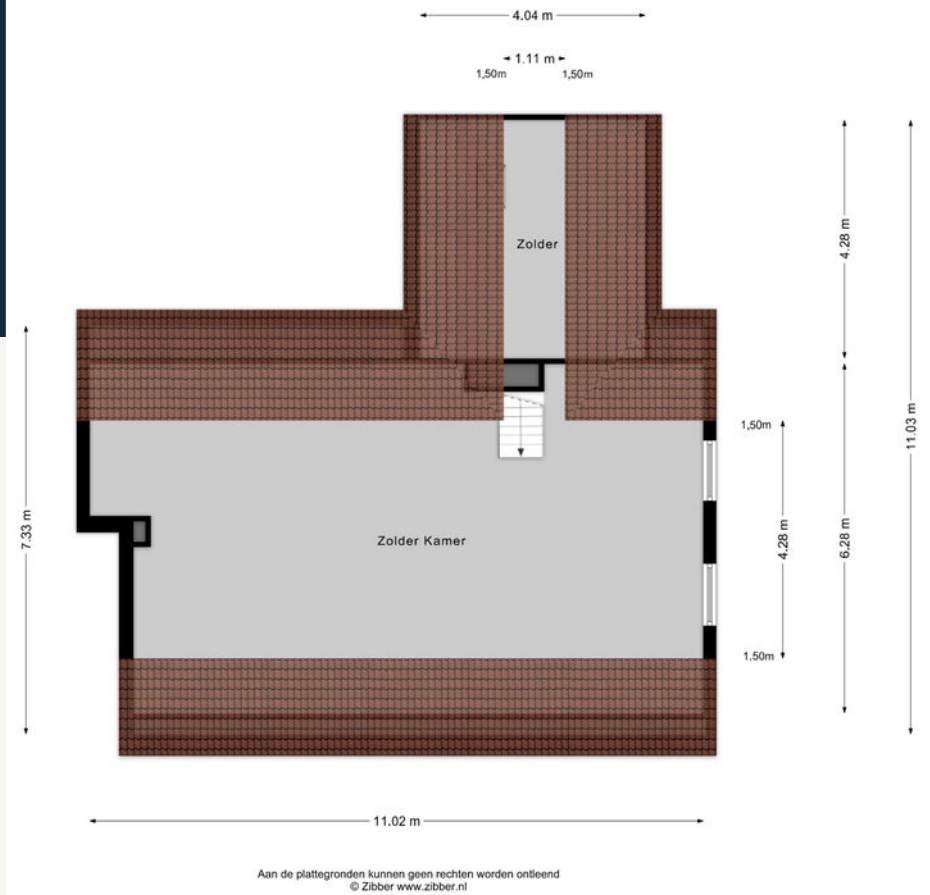 4.04 m
1.11 m
1,50m 1,50m
Zolder
4.28 m
11.03 m
1,50m
7.33 m
Zolder Kamer
4.28 m
6.28 m
1,50m
11.02 m
Aan de plattegronden kunnen geen rechten worden ontleend
© Zibber www.zibber.nl